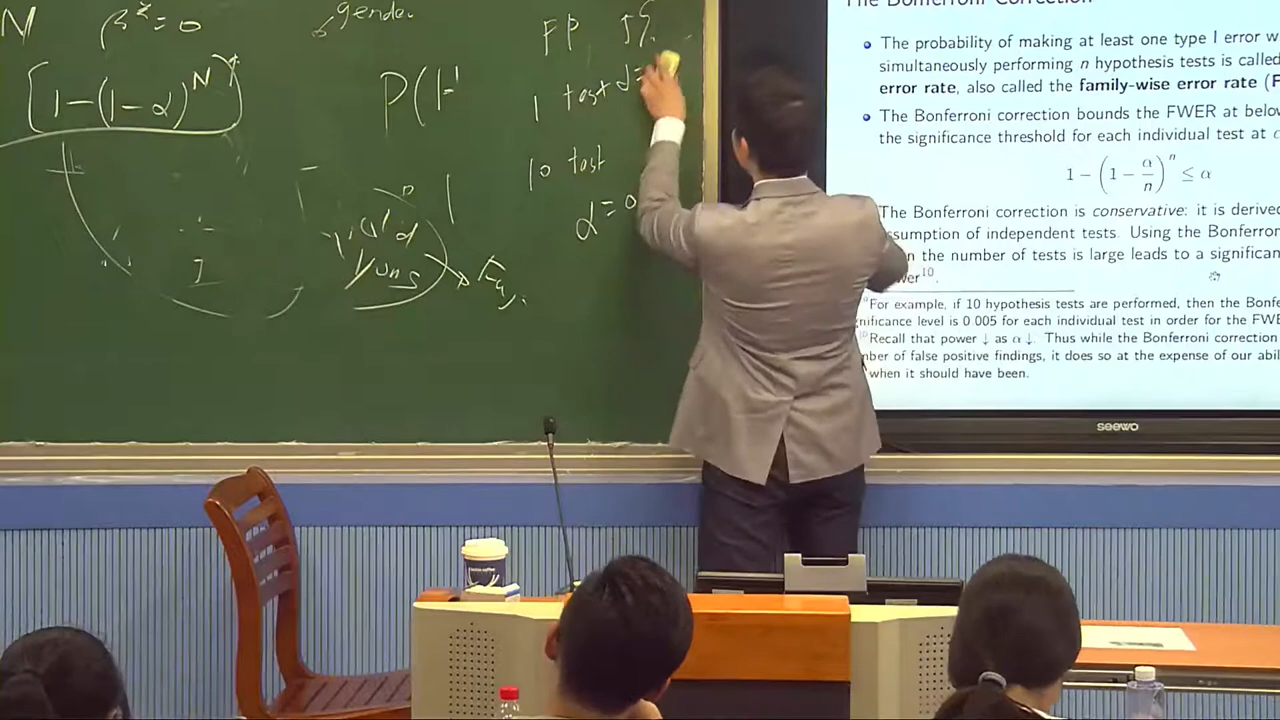 N
β² = 0
gender
[1-(1-α)^N]
P(1-
I
FP 5%
1 test α=
10 test
α=0
The Bonferroni Correction
• The probability of making at least one type I error w
simultaneously performing n hypothesis tests is called
error rate, also called the family-wise error rate (F
• The Bonferroni correction bounds the FWER at below
the significance threshold for each individual test at α
1 - (1 - α/n)^n ≤ α
The Bonferroni correction is conservative: it is derived
ssumption of independent tests. Using the Bonferron
n the number of tests is large leads to a significan
wer10.
9For example, if 10 hypothesis tests are performed, then the Bonfe
nificance level is 0.005 for each individual test in order for the FWE
10Recall that power ↓ as α ↓. Thus while the Bonferroni correction
ber of false positive findings, it does so at the expense of our abil
when it should have been.
seewo